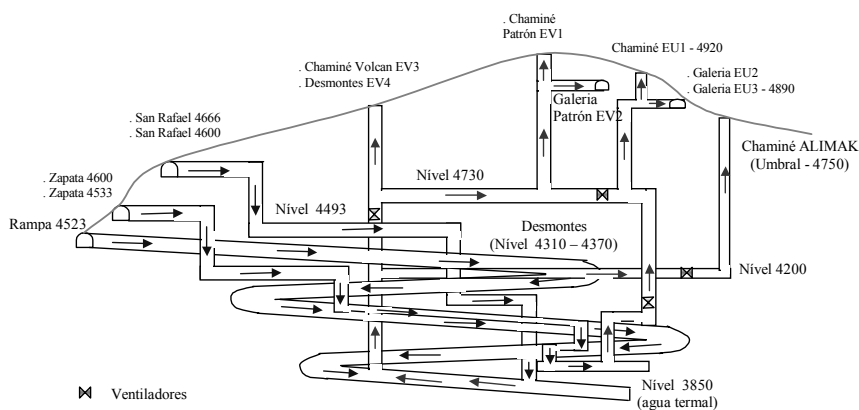 . Chaminé
Patrón EV1
Chaminé EU1 - 4920
. Chaminé Volcan EV3
. Desmontes EV4
. Galeria EU2
. Galeria EU3 - 4890
Galeria
Patrón EV2
. San Rafael 4666
. San Rafael 4600
Chaminé ALIMAK
(Umbral - 4750)
Nível 4730
. Zapata 4600
. Zapata 4533
Nível 4493
Rampa 4523
Desmontes
(Nível 4310 – 4370)
Nível 4200
Nível 3850
(agua termal)
Ventiladores